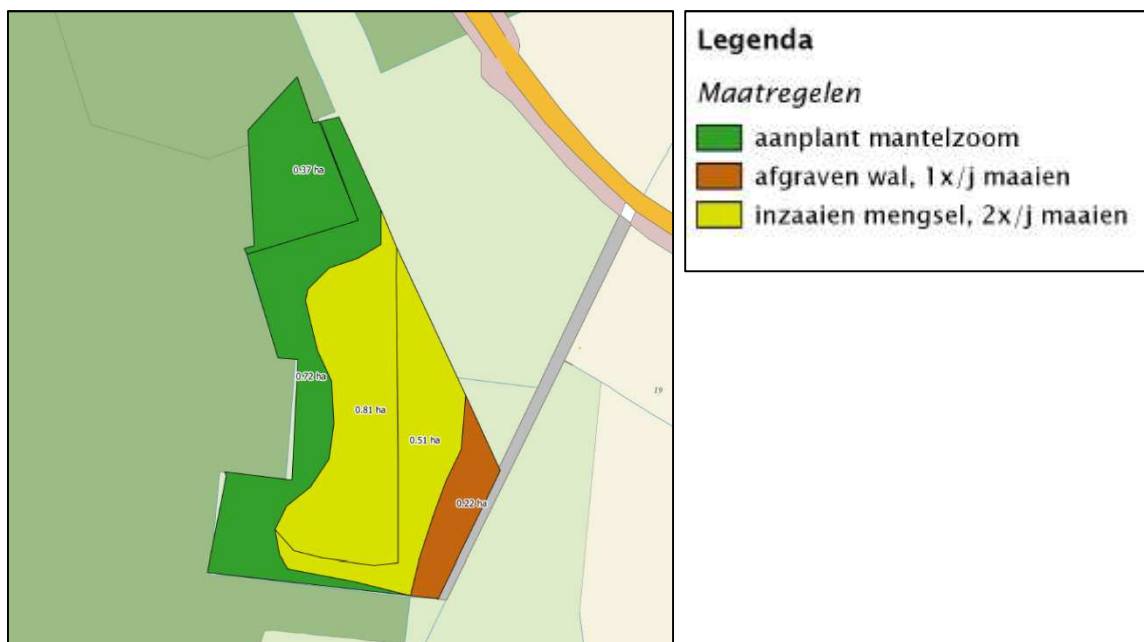 0.37 ha
0.72 ha
0.81 ha
0.51 ha
0.22 ha
19
Legenda
Maatregelen
aanplant mantelzoom
afgraven wal, 1x/j maaien
inzaaien mengsel, 2x/j maaien